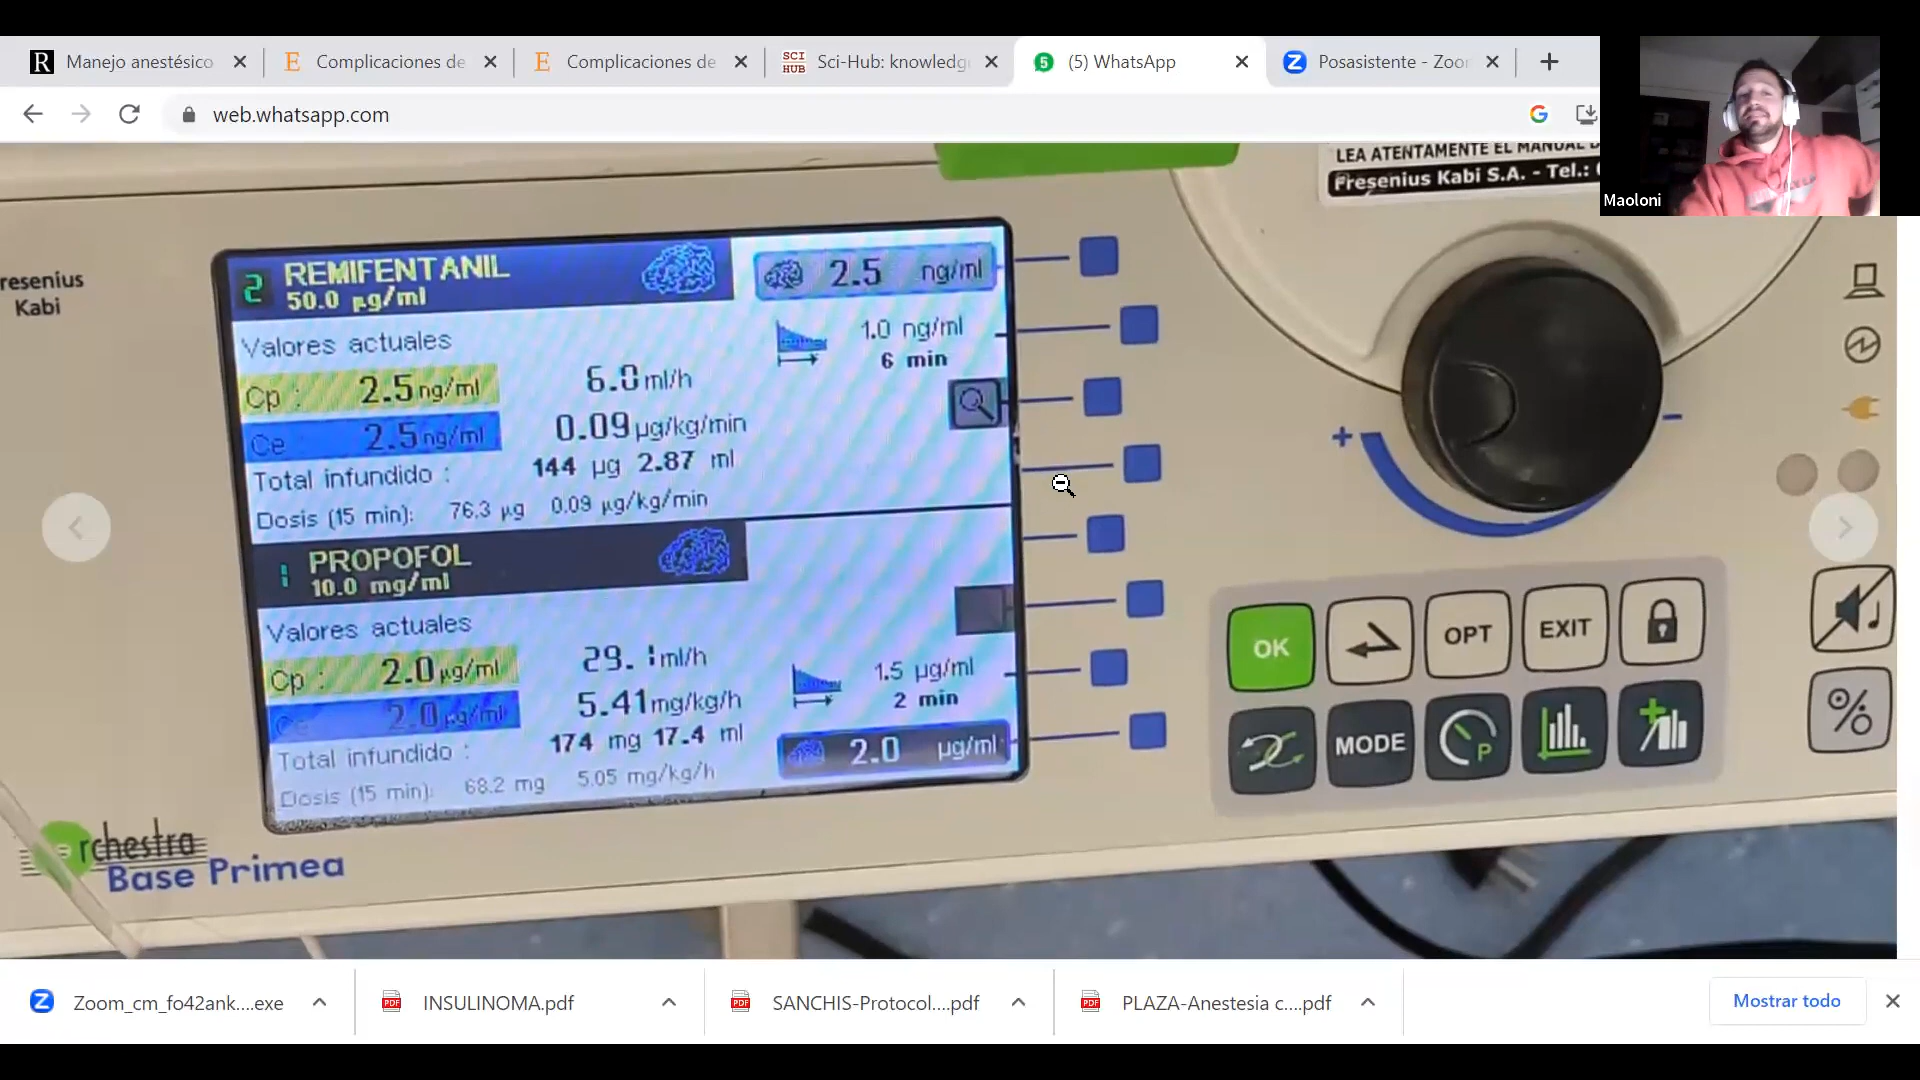 Manejo anestésico
Complicaciones de
Complicaciones de
SCI HUB
Sci-Hub: knowledg
(5) WhatsApp
Posasistente - Zoo
web.whatsapp.com
LEA ATENTAMENTE EL MANUAL
Fresenius Kabi S.A. - Tel.:
Maoloni
resenius
Kabi
2 REMIFENTANIL
50.0 µg/ml
2.5 ng/ml
Valores actuales
1.0 ng/ml
6 min
Cp : 2.5 ng/ml
6.0 ml/h
Ce : 2.5 ng/ml
0.09 µg/kg/min
Total infundido : 144 µg 2.87 ml
Dosis (15 min): 76.3 µg 0.09 µg/kg/min
1 PROPOFOL
10.0 mg/ml
Valores actuales
Cp : 2.0 µg/ml
29.1 ml/h
1.5 µg/ml
2 min
Ce 2.0 µg/ml
5.41 mg/kg/h
Total infundido : 174 mg 17.4 ml
2.0 µg/ml
Dosis (15 min): 68.2 mg 5.05 mg/kg/h
+
-
OK
OPT
EXIT
MODE
P
rchestra
Base Primea
Zoom_cm_fo42ank....exe
INSULINOMA.pdf
SANCHIS-Protocol....pdf
PLAZA-Anestesia c....pdf
Mostrar todo